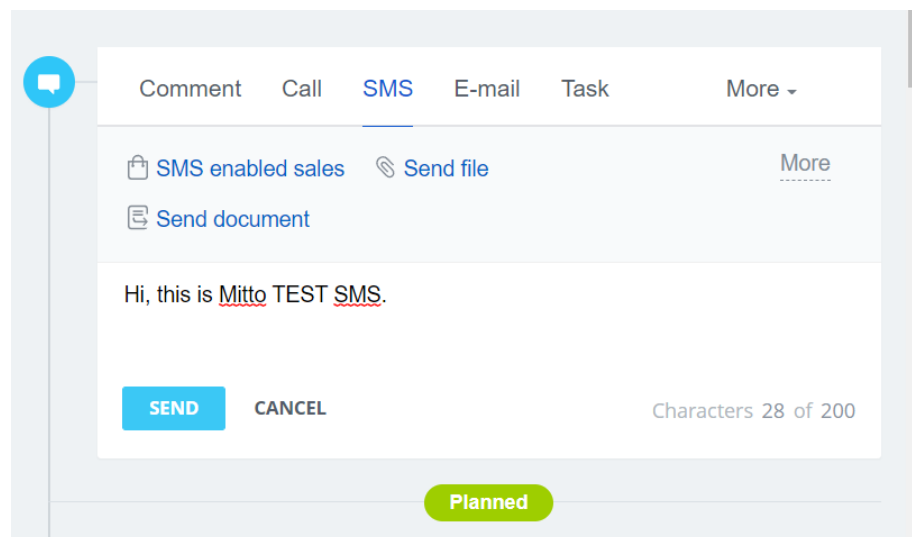 Comment Call SMS E-mail Task More
SMS enabled sales Send file More
Send document
Hi, this is Mitto TEST SMS.
SEND CANCEL Characters 28 of 200
Planned